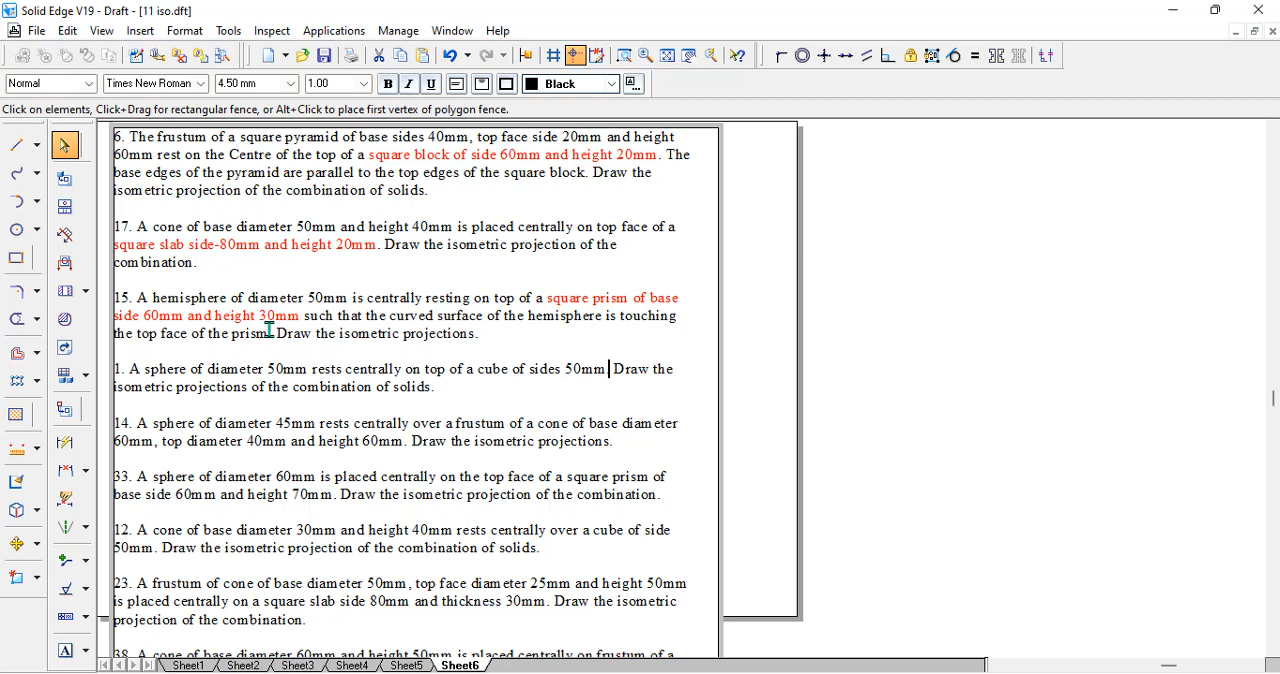 Solid Edge V19 - Draft - [11 iso.dft]
File Edit View Insert Format Tools Inspect Applications Manage Window Help
Normal Times New Roman 4.50 mm 1.00 B I U Black A...
Click on elements, Click+Drag for rectangular fence, or Alt+Click to place first vertex of polygon fence.
6. The frustum of a square pyramid of base sides 40mm, top face side 20mm and height
60mm rest on the Centre of the top of a square block of side 60mm and height 20mm. The
base edges of the pyramid are parallel to the top edges of the square block. Draw the
isometric projection of the combination of solids.
17. A cone of base diameter 50mm and height 40mm is placed centrally on top face of a
square slab side-80mm and height 20mm. Draw the isometric projection of the
combination.
15. A hemisphere of diameter 50mm is centrally resting on top of a square prism of base
side 60mm and height 30mm such that the curved surface of the hemisphere is touching
the top face of the prism. Draw the isometric projections.
1. A sphere of diameter 50mm rests centrally on top of a cube of sides 50mm. Draw the
isometric projections of the combination of solids.
14. A sphere of diameter 45mm rests centrally over a frustum of a cone of base diameter
60mm, top diameter 40mm and height 60mm. Draw the isometric projections.
33. A sphere of diameter 60mm is placed centrally on the top face of a square prism of
base side 60mm and height 70mm. Draw the isometric projection of the combination.
12. A cone of base diameter 30mm and height 40mm rests centrally over a cube of side
50mm. Draw the isometric projection of the combination of solids.
23. A frustum of cone of base diameter 50mm, top face diameter 25mm and height 50mm
is placed centrally on a square slab side 80mm and thickness 30mm. Draw the isometric
projection of the combination.
38. A cone of base diameter 60mm and height 50mm is placed centrally on frustum of a
A
Sheet1 Sheet2 Sheet3 Sheet4 Sheet5 Sheet6